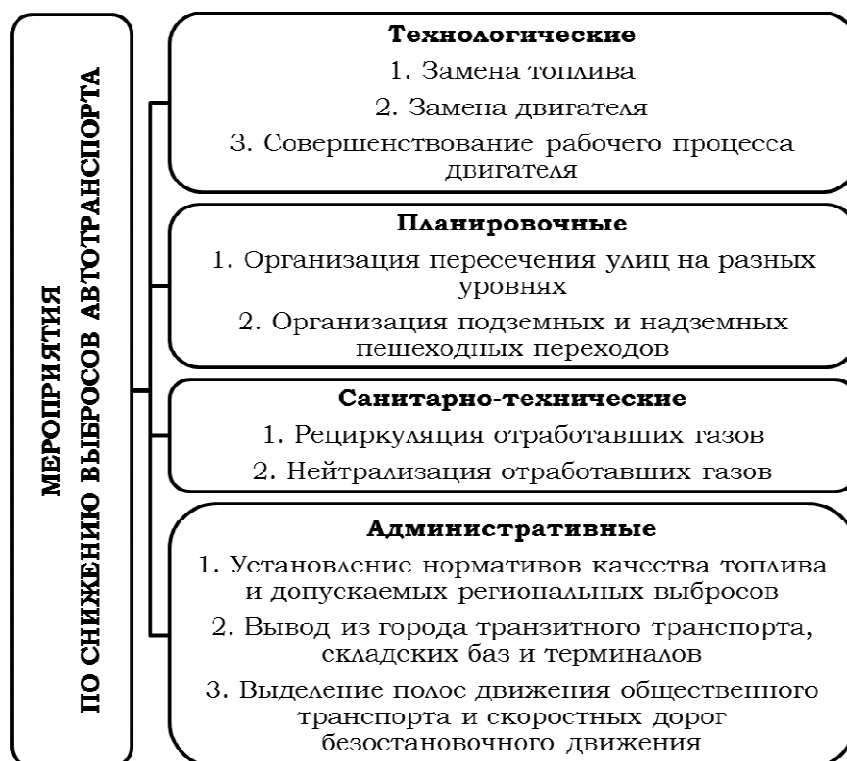 МЕРОПРИЯТИЯ
ПО СНИЖЕНИЮ ВЫБРОСОВ АВТОТРАНСПОРТА
Технологические
1. Замена топлива
2. Замена двигателя
3. Совершенствование рабочего процесса
двигателя
Планировочные
1. Организация пересечения улиц на разных
уровнях
2. Организация подземных и надземных
пешеходных переходов
Санитарно-технические
1. Рециркуляция отработавших газов
2. Нейтрализация отработавших газов
Административные
1. Установление нормативов качества топлива
и допускаемых региональных выбросов
2. Вывод из города транзитного транспорта,
складских баз и терминалов
3. Выделение полос движения общественного
транспорта и скоростных дорог
безостановочного движения